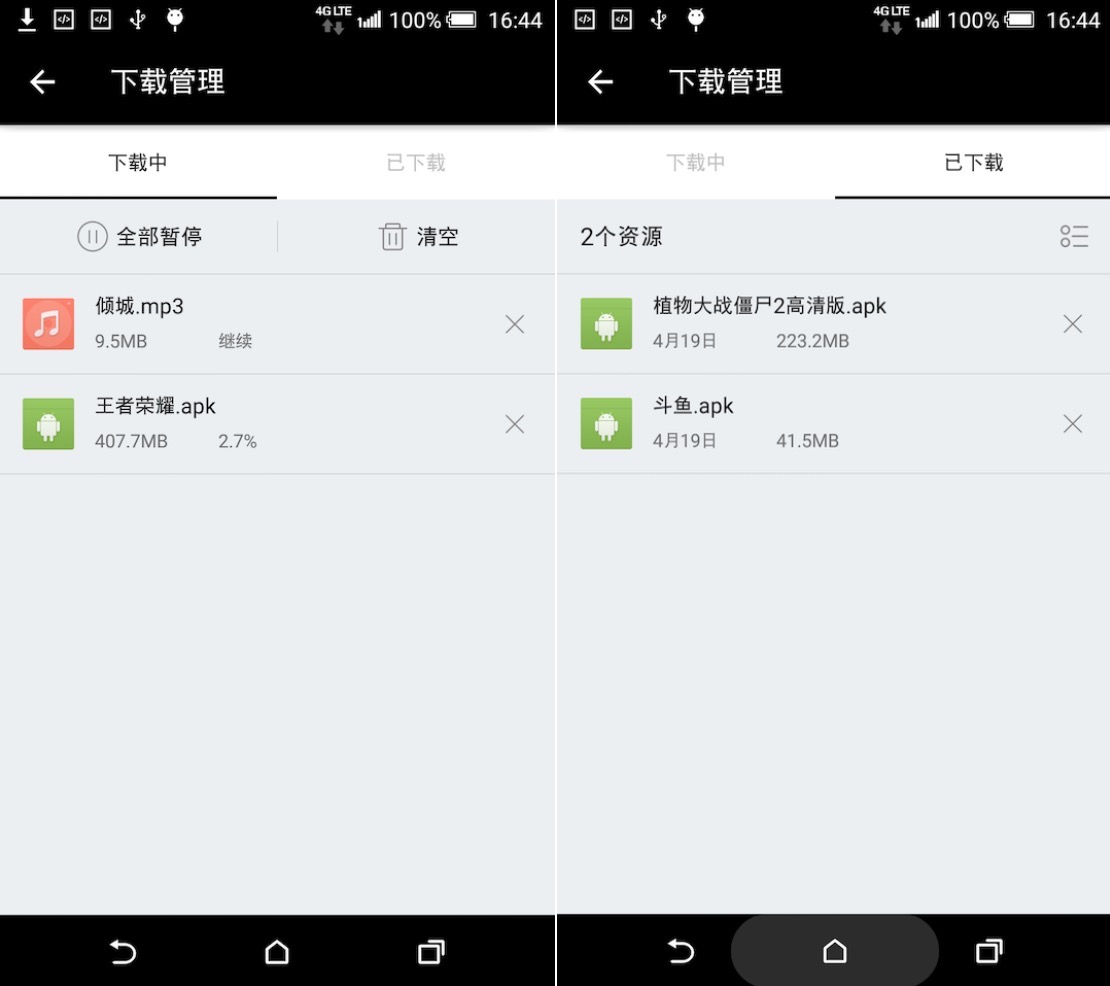 4G LTE 100% 16:44
下载管理
下载中 已下载
全部暂停 清空
倾城.mp3
9.5MB 继续
王者荣耀.apk
407.7MB 2.7%
4G LTE 100% 16:44
下载管理
下载中 已下载
2个资源
植物大战僵尸2高清版.apk
4月19日 223.2MB
斗鱼.apk
4月19日 41.5MB